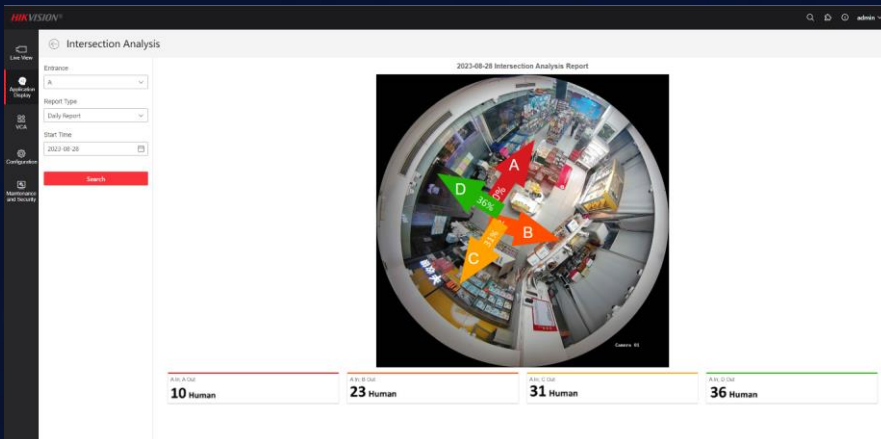 HIKVISION®
admin
Live View
Application
Display
VCA
Configuration
Maintenance
and Security
Intersection Analysis
Entrance
A
Report Type
Daily Report
Start Time
2023-08-28
Search
2023-08-28 Intersection Analysis Report
A
0%
D
36%
B
31%
C
Camera 01
A In, A Out
10 Human
A In, B Out
23 Human
A In, C Out
31 Human
A In, D Out
36 Human